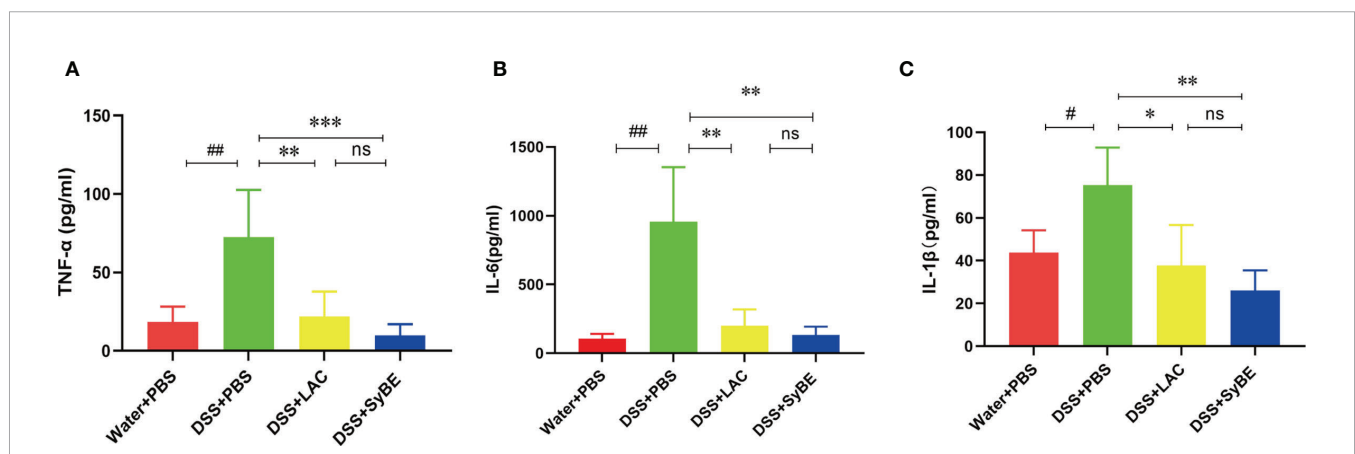 A
TNF-α (pg/ml)
150
100
50
0
##
**
***
ns
Water+PBS
DSS+PBS
DSS+LAC
DSS+SyBE
B
IL-6(pg/ml)
1500
1000
500
0
##
**
**
ns
Water+PBS
DSS+PBS
DSS+LAC
DSS+SyBE
C
IL-1β(pg/ml)
100
80
60
40
20
0
#
*
**
ns
Water+PBS
DSS+PBS
DSS+LAC
DSS+SyBE